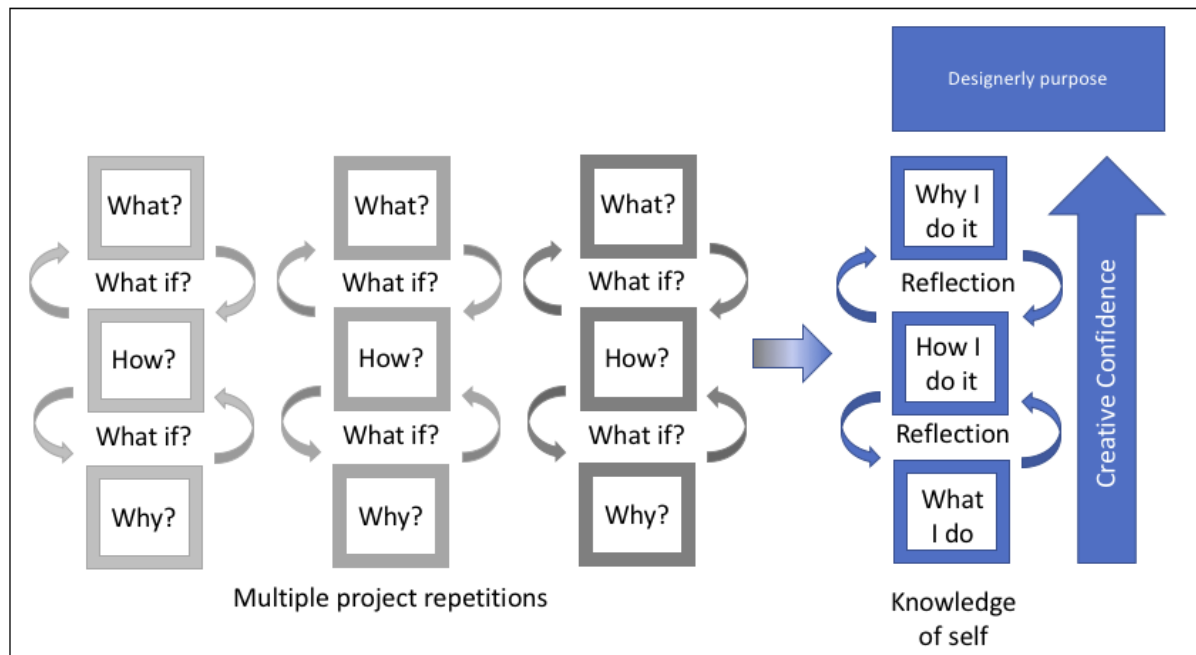 Designerly purpose
What?
What if?
How?
What if?
Why?
What?
What if?
How?
What if?
Why?
What?
What if?
How?
What if?
Why?
Multiple project repetitions
Why I
do it
Reflection
How I
do it
Reflection
What
I do
Knowledge
of self
Creative Confidence